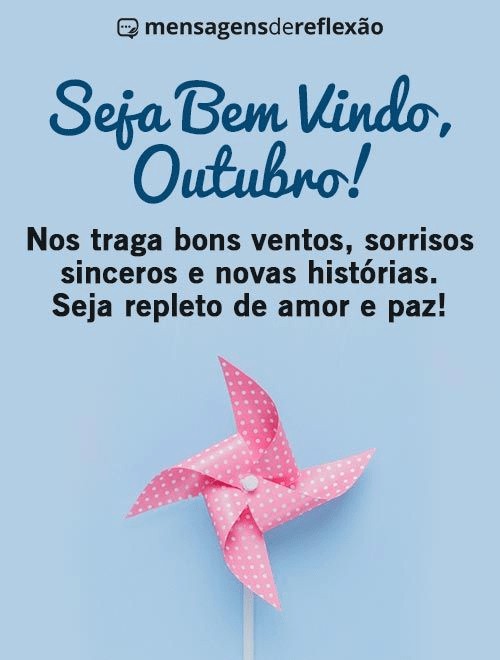 mensagensdereflexão
Seja Bem Vindo,
Outubro!
Nos traga bons ventos, sorrisos
sinceros e novas histórias.
Seja repleto de amor e paz!